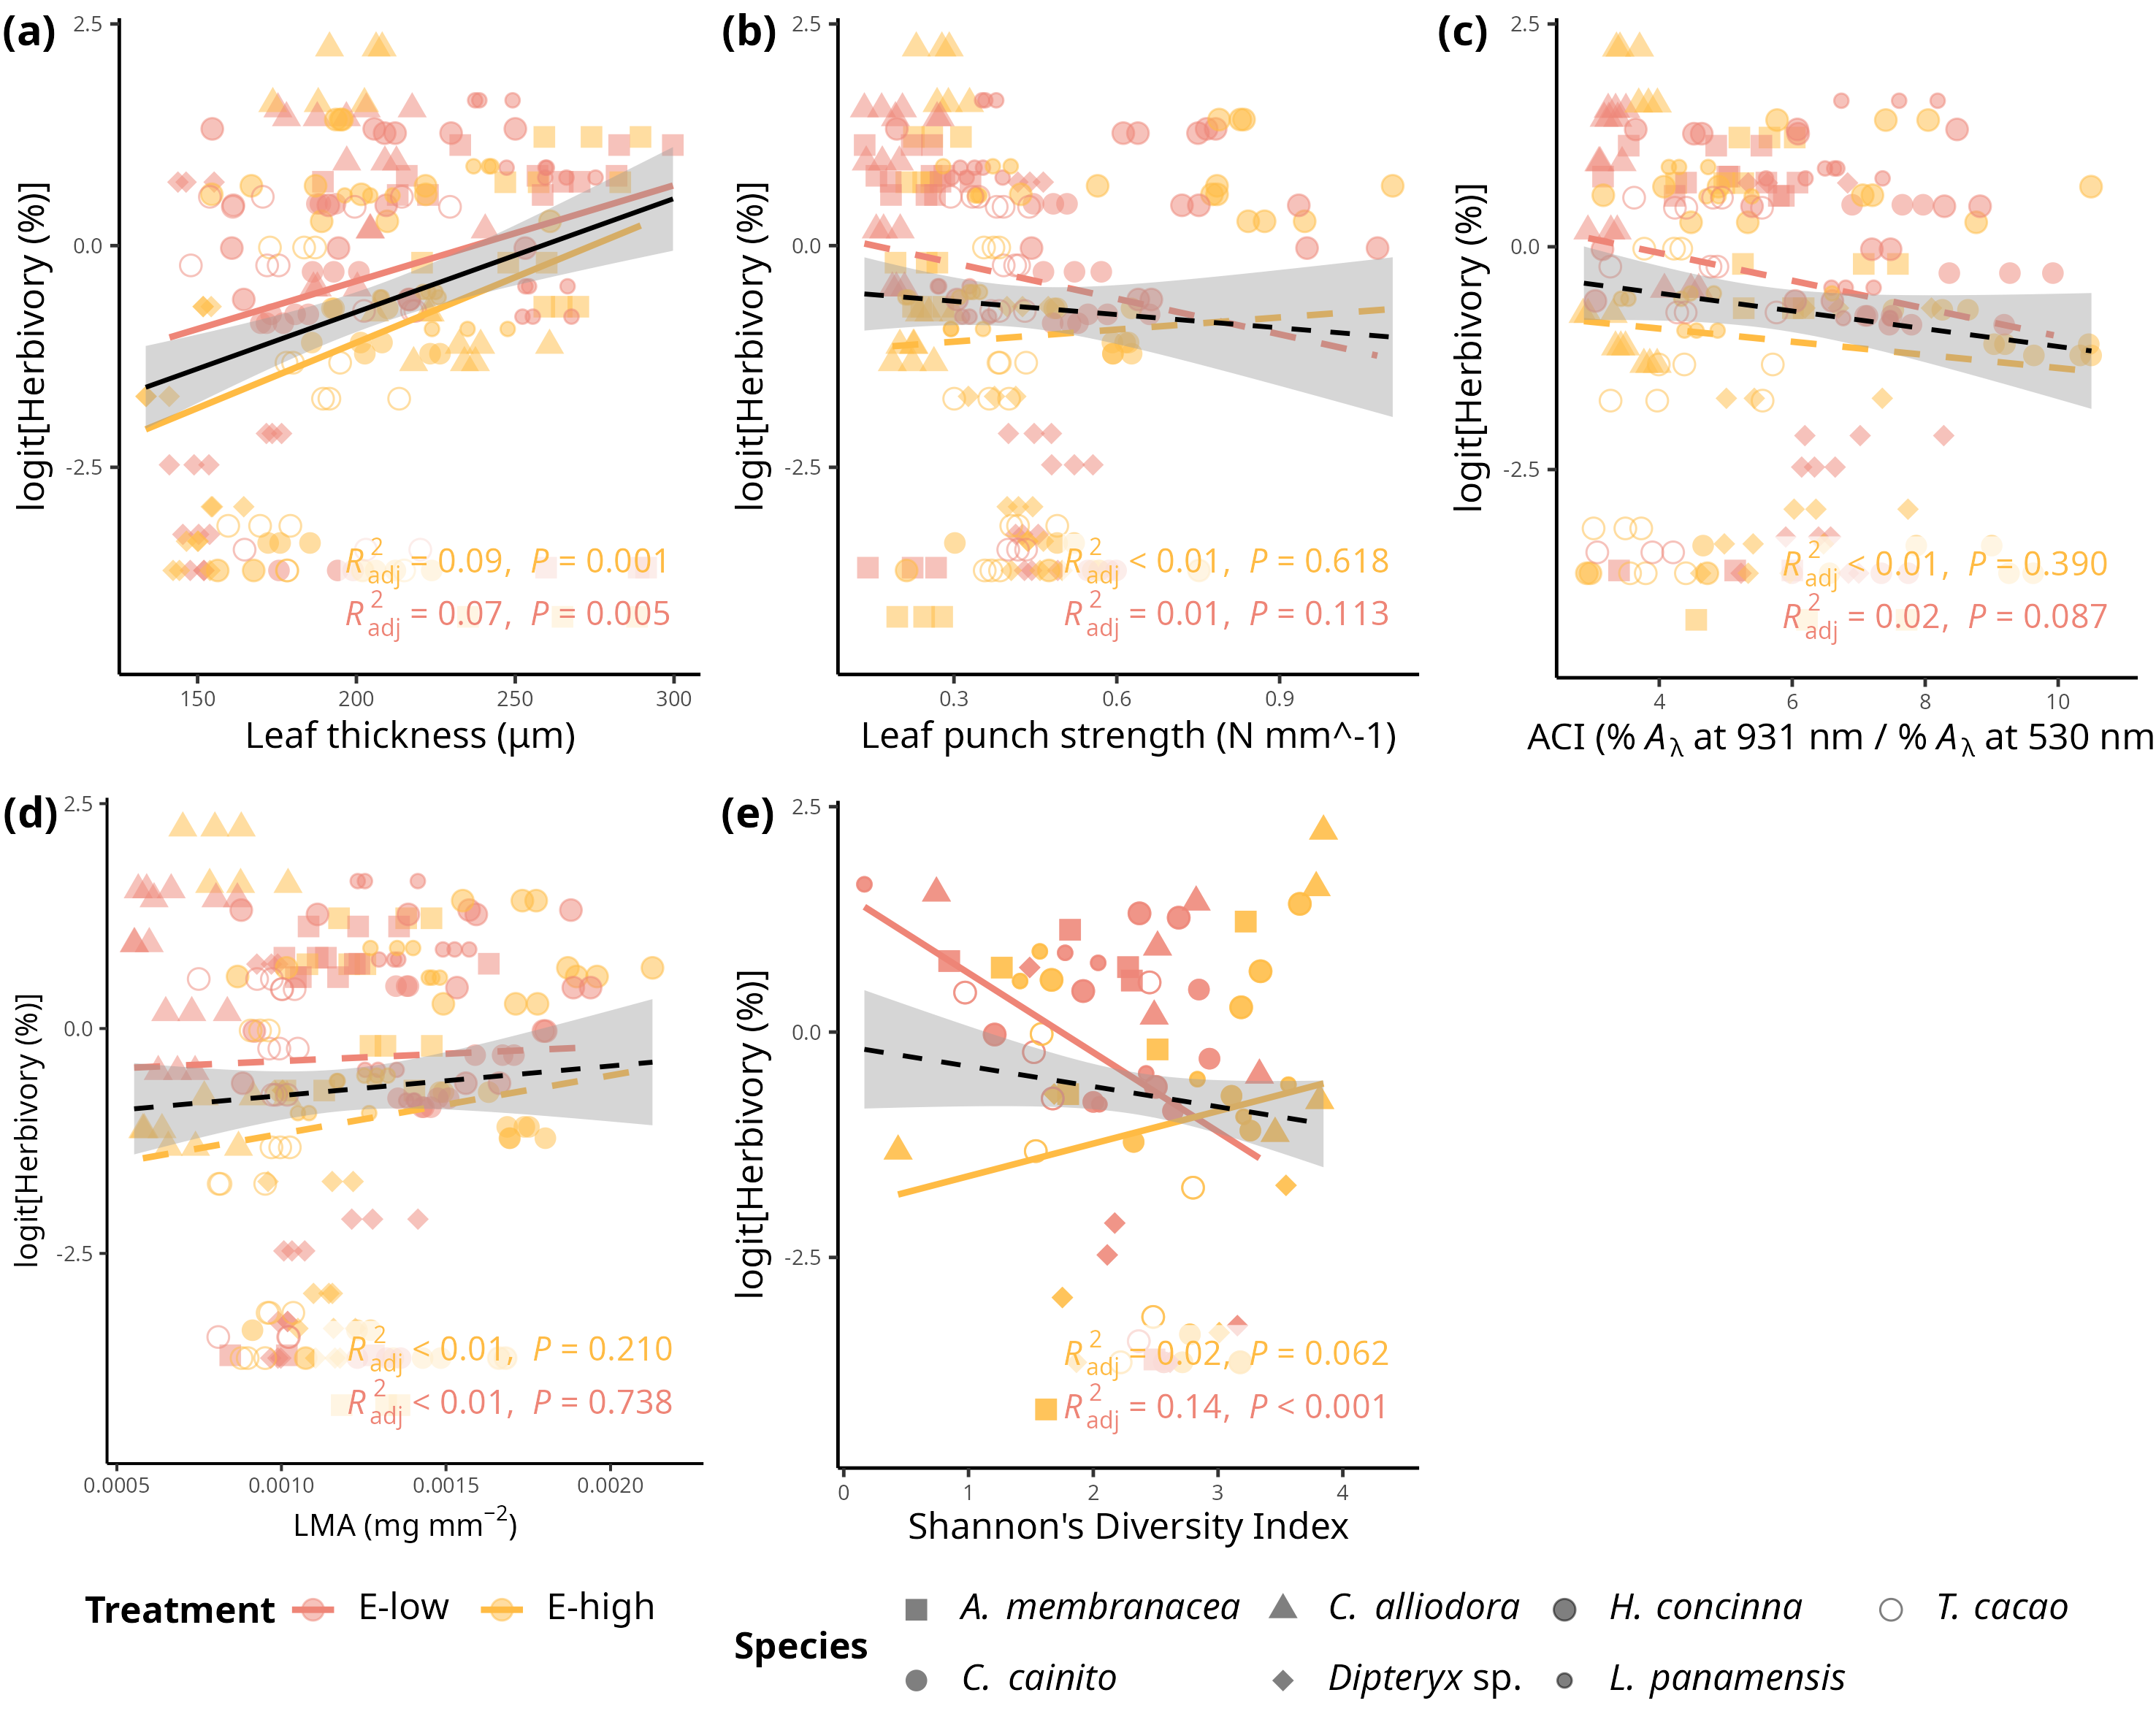 (a)
2.5
0.0
-2.5
logit[Herbivory (%)]
R²adj = 0.09, P = 0.001
R²adj = 0.07, P = 0.005
150 200 250 300
Leaf thickness (µm)
(b)
2.5
0.0
-2.5
logit[Herbivory (%)]
R²adj < 0.01, P = 0.618
R²adj = 0.01, P = 0.113
0.3 0.6 0.9
Leaf punch strength (N mm^-1)
(c)
2.5
0.0
-2.5
logit[Herbivory (%)]
R²adj < 0.01, P = 0.390
R²adj = 0.02, P = 0.087
4 6 8 10
ACI (% Aλ at 931 nm / % Aλ at 530 nm
(d)
2.5
0.0
-2.5
logit[Herbivory (%)]
R²adj < 0.01, P = 0.210
R²adj < 0.01, P = 0.738
0.0005 0.0010 0.0015 0.0020
LMA (mg mm⁻²)
(e)
2.5
0.0
-2.5
logit[Herbivory (%)]
R²adj = 0.02, P = 0.062
R²adj = 0.14, P < 0.001
0 1 2 3 4
Shannon's Diversity Index
Treatment E-low E-high
Species
A. membranacea C. alliodora H. concinna T. cacao
C. cainito Dipteryx sp. L. panamensis